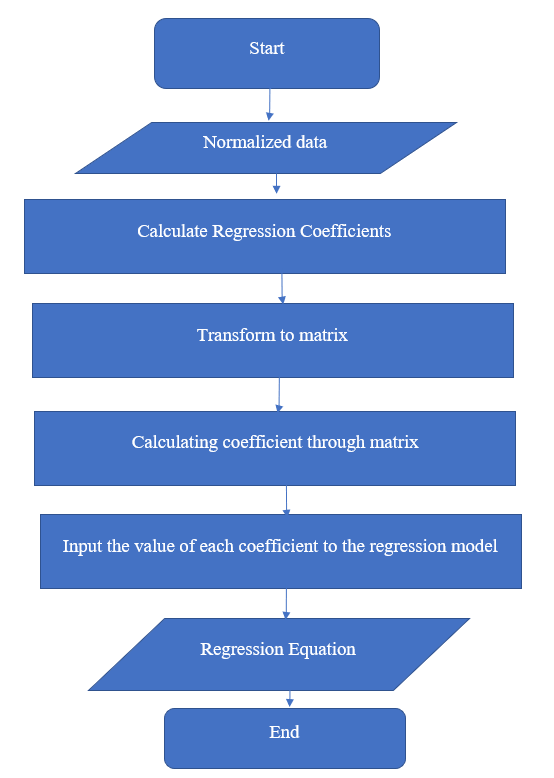 Start
Normalized data
Calculate Regression Coefficients
Transform to matrix
Calculating coefficient through matrix
Input the value of each coefficient to the regression model
Regression Equation
End